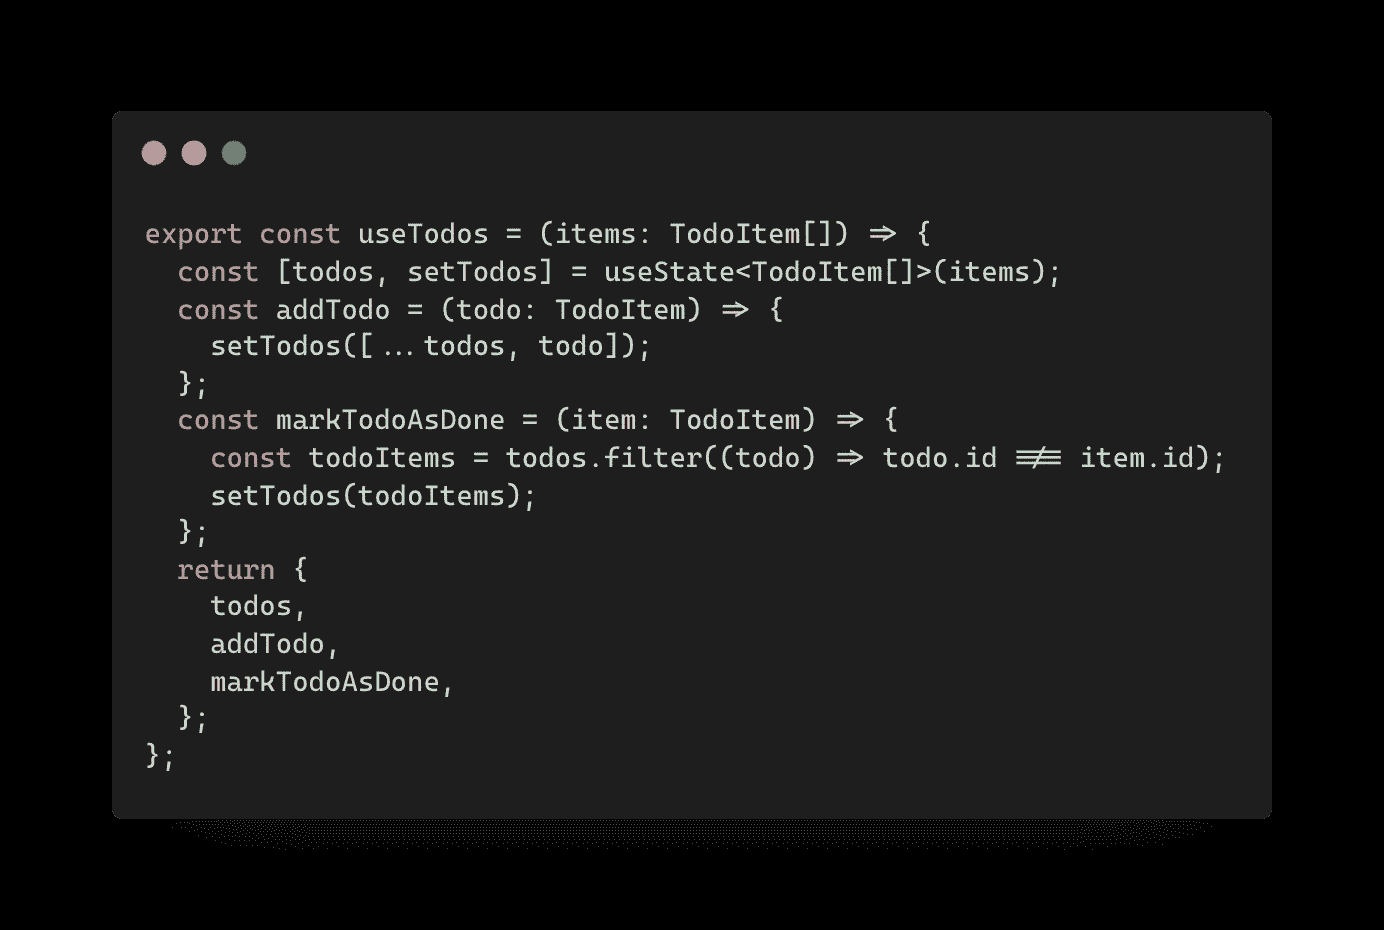 export const useTodos = (items: TodoItem[]) => {
  const [todos, setTodos] = useState<TodoItem[]>(items);
  const addTodo = (todo: TodoItem) => {
    setTodos([...todos, todo]);
  };
  const markTodoAsDone = (item: TodoItem) => {
    const todoItems = todos.filter((todo) => todo.id !== item.id);
    setTodos(todoItems);
  };
  return {
    todos,
    addTodo,
    markTodoAsDone,
  };
};